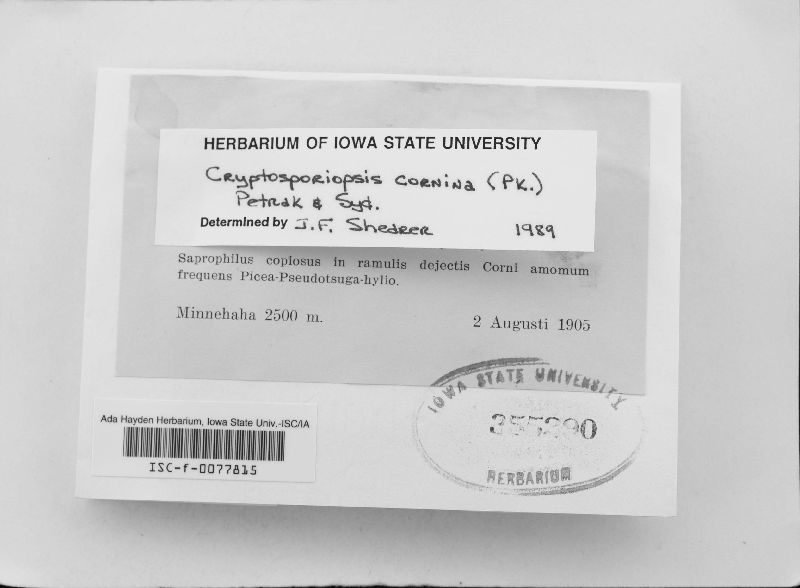 HERBARIUM OF IOWA STATE UNIVERSITY
Cryptosporiopsis cornina (Pk.)
Petrak & Syd.
Determined by J.F. Shearer 1989
Saprophilus copiosus in ramulis dejectis Corni amomum
frequens Picea-Pseudotsuga-hylio.
Minnehaha 2500 m. 2 Augusti 1905
IOWA STATE UNIVERSITY
HERBARIUM
Ada Hayden Herbarium, Iowa State Univ.-ISC/IA
ISC-f-0077815